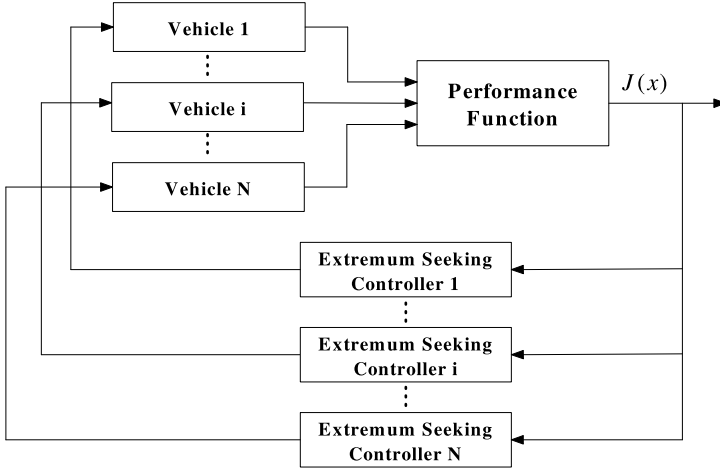 Vehicle 1
Vehicle i
Vehicle N
Performance
Function
J(x)
Extremum Seeking
Controller 1
Extremum Seeking
Controller i
Extremum Seeking
Controller N